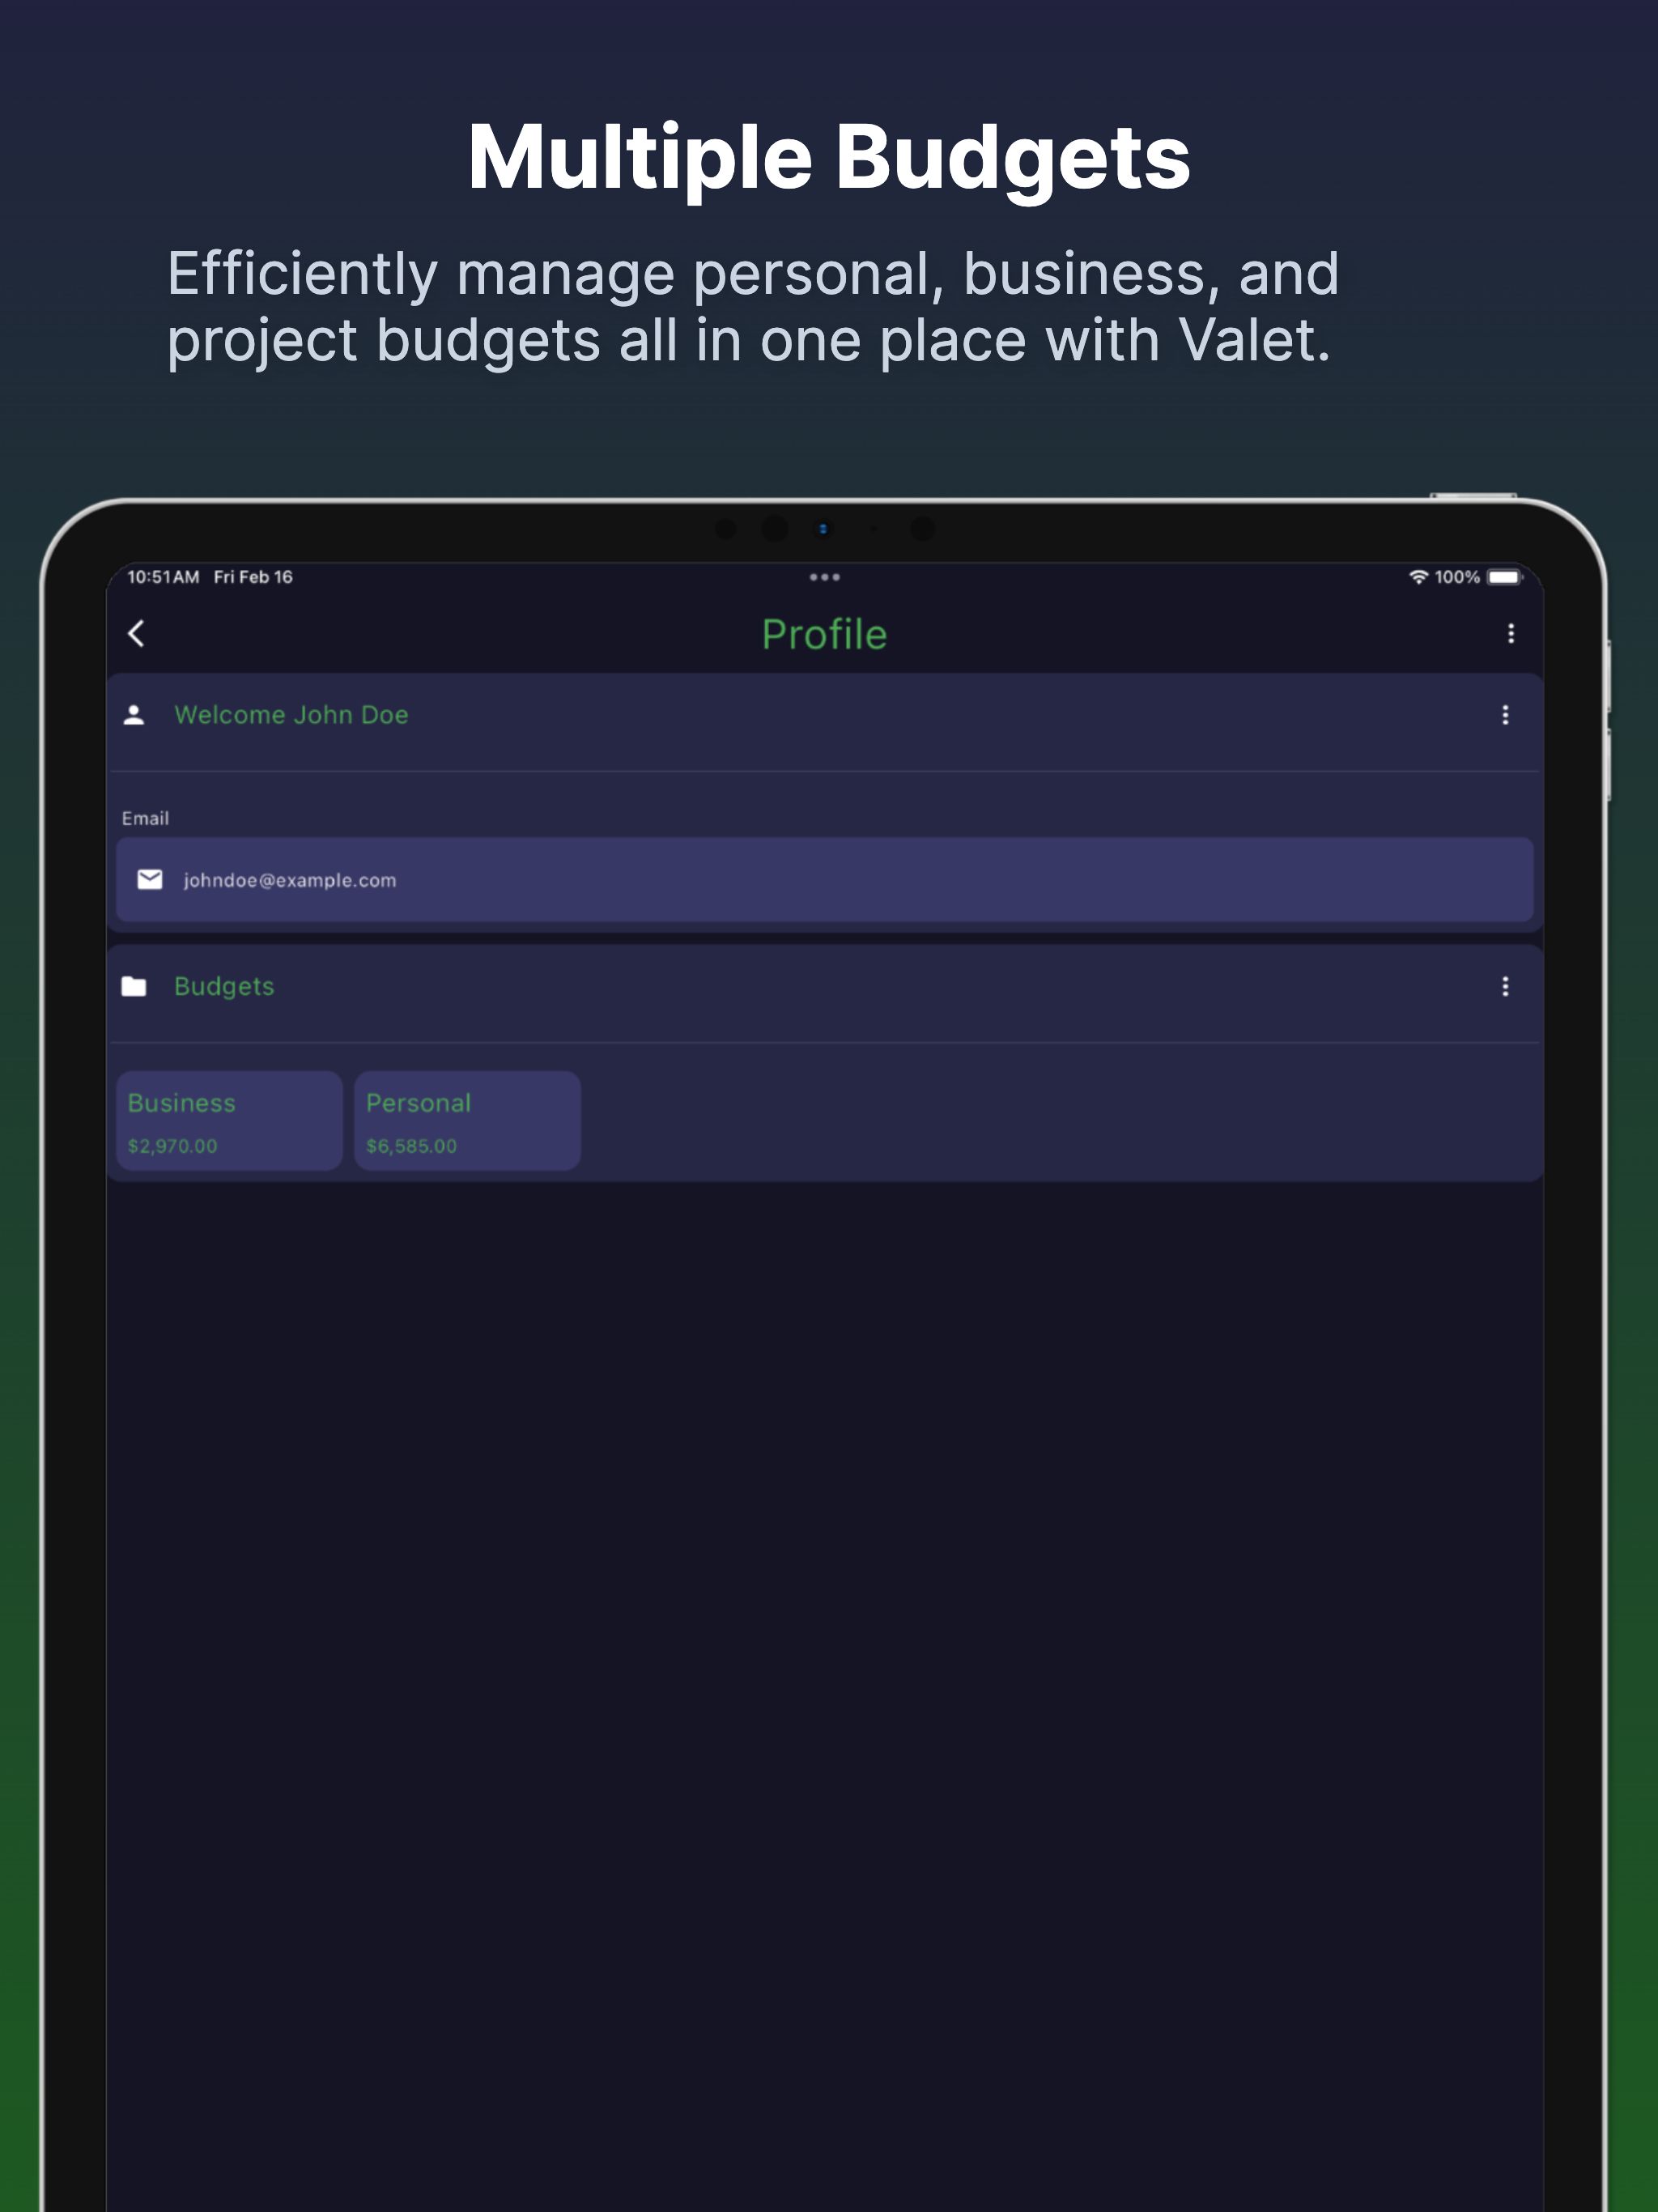 Multiple Budgets
Efficiently manage personal, business, and
project budgets all in one place with Valet.
10:51 AM Fri Feb 16
100%
Profile
Welcome John Doe
Email
johndoe@example.com
Budgets
Business
$2,970.00
Personal
$6,585.00